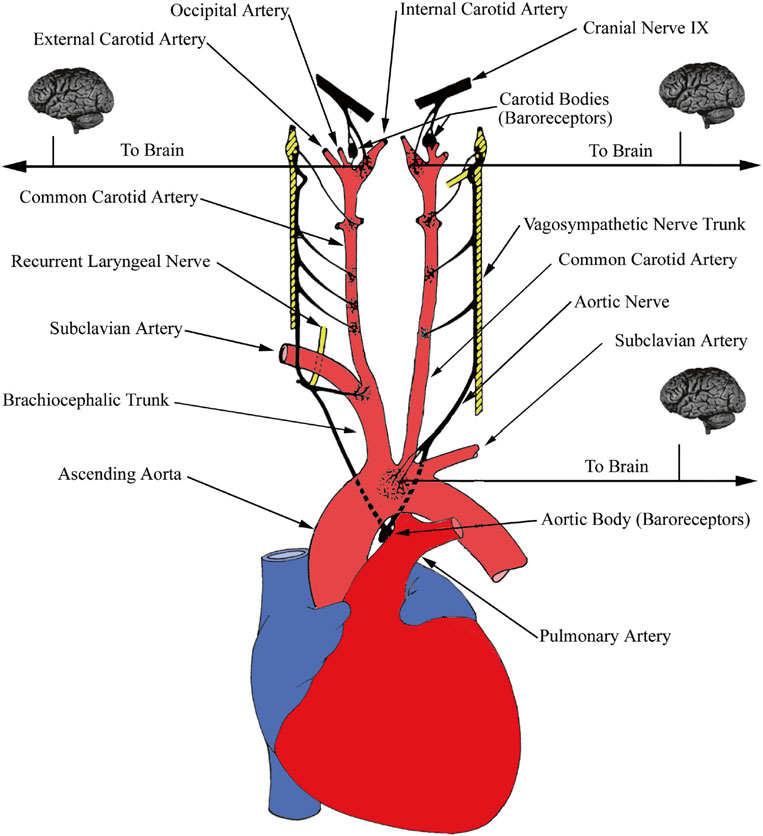 Occipital Artery
Internal Carotid Artery
External Carotid Artery
Cranial Nerve IX
Carotid Bodies
(Baroreceptors)
To Brain
To Brain
Common Carotid Artery
Vagosympathetic Nerve Trunk
Recurrent Laryngeal Nerve
Common Carotid Artery
Aortic Nerve
Subclavian Artery
Subclavian Artery
Brachiocephalic Trunk
Ascending Aorta
To Brain
Aortic Body (Baroreceptors)
Pulmonary Artery